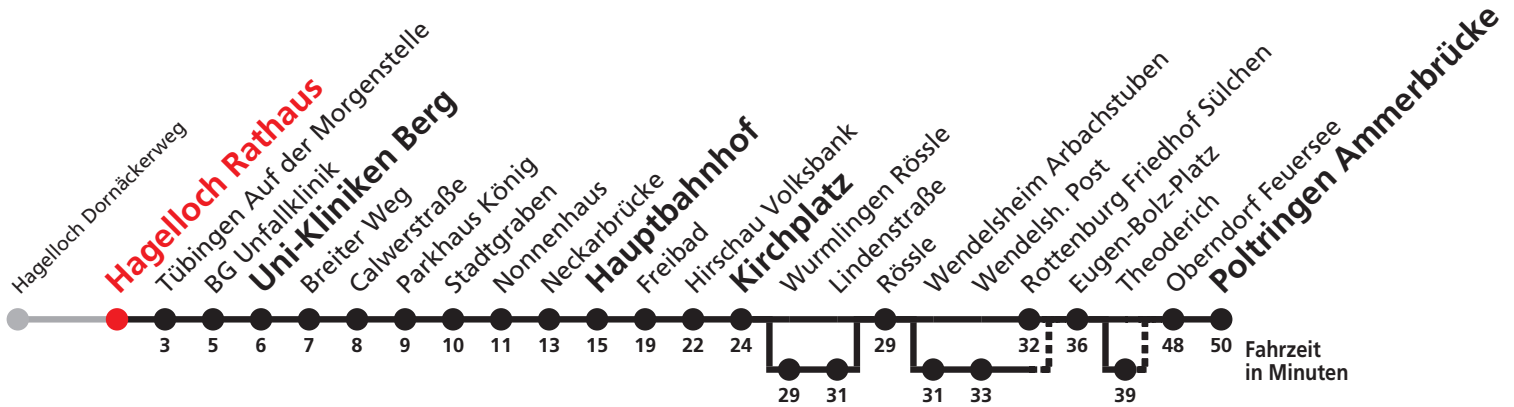 Hagelloch Dornäckerweg
Hagelloch Rathaus
Tübingen Auf der Morgenstelle
BG Unfallklinik
Uni-Kliniken Berg
Breiter Weg
Calwerstraße
Parkhaus König
Stadtgraben
Nonnenhaus
Neckarbrücke
Hauptbahnhof
Freibad
Hirschau Volksbank
Kirchplatz
Wurmlingen Rössle
Lindenstraße
Rössle
Wendelsheim Arbachstuben
Wendelsh. Post
Rottenburg Friedhof Sülchen
Eugen-Bolz-Platz
Theoderich
Oberndorf Feuersee
Poltringen Ammerbrücke
3 5 6 7 8 9 10 11 13 15 19 22 24 29 32 36 48 50
29 31 31 33 39
Fahrzeit
in Minuten